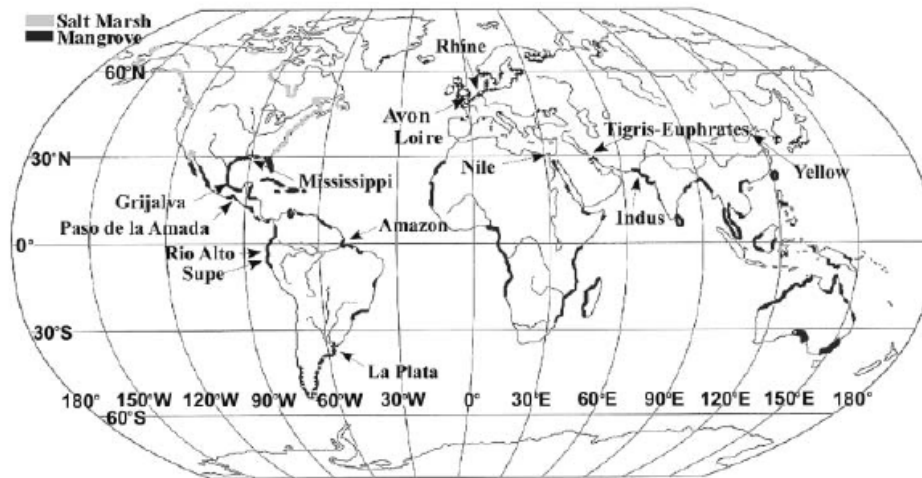 Salt Marsh
Mangrove
Rhine
60°N
Avon
Loire
Tigris-Euphrates
30°N
Nile
Mississippi
Yellow
Grijalva
Indus
Paso de la Amada
Amazon
0°
Rio Alto
Supe
30°S
La Plata
180° 120°W 90°W 60°W 30°W 0° 30°E 60°E 90°E 120°E 150°E 180°
60°S